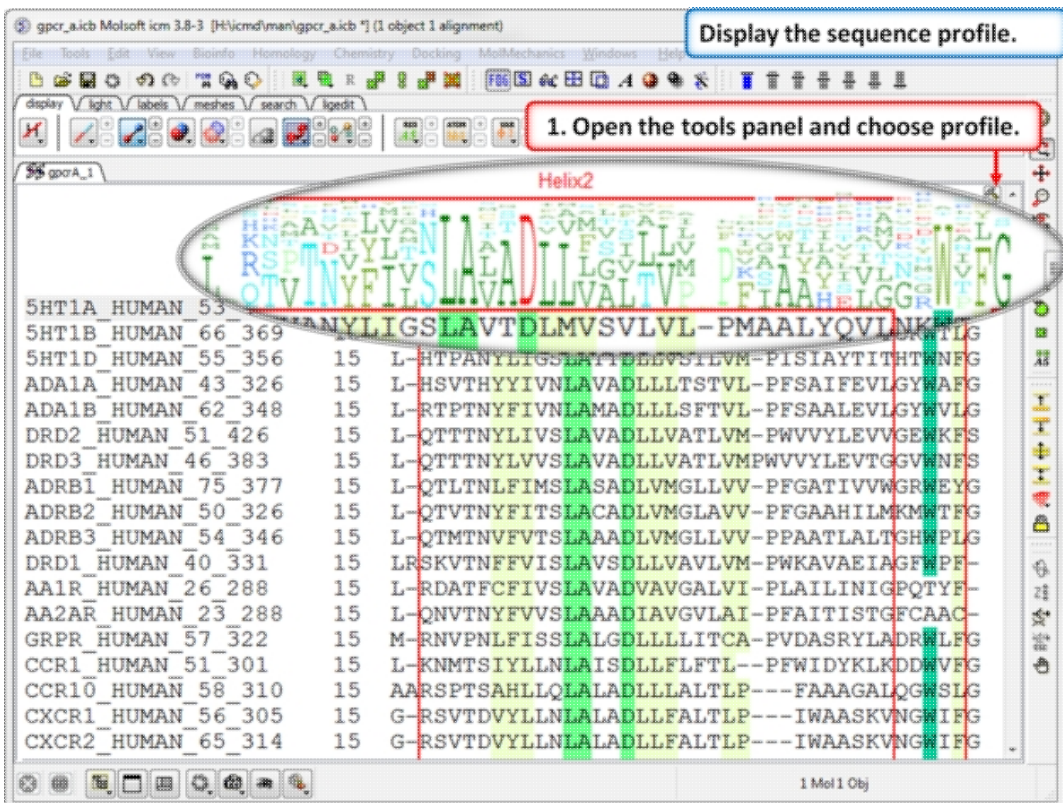 gpcr_a.icb Molsoft icm 3.8-3 [H:\icmd\man\gpcr_a.icb *] (1 object 1 alignment)
Display the sequence profile.
File Tools Edit View Bioinfo Homology Chemistry Docking MolMechanics Windows Help
display light labels meshes search ligedit
1. Open the tools panel and choose profile.
gpcrA_1
Helix2
5HT1A_HUMAN_53
ANYLIGSLAVTDLMVSVLVL-PMAALYQVLNKWTLG
5HT1B_HUMAN_66_369 15
5HT1D_HUMAN_55_356 15 L-HTPANYLIGSLATTDLLVSILVM-PISIAYTITHTWNFG
ADA1A_HUMAN_43_326 15 L-HSVTHYYIVNLAVADLLLTSTVL-PFSAIFEVLGYWAFG
ADA1B_HUMAN_62_348 15 L-RTPTNYFIVNLAMADLLLSFTVL-PFSAALEVLGYWVLG
DRD2_HUMAN_51_426 15 L-QTTTNYLIVSLAVADLLVATLVM-PWVVYLEVVGEWKFS
DRD3_HUMAN_46_383 15 L-QTTTNYLVVSLAVADLLVATLVMPWVVYLEVTGGVWNFS
ADRB1_HUMAN_75_377 15 L-QTLTNLFIMSLASADLVMGLLVV-PFGATIVVWGRWEYG
ADRB2_HUMAN_50_326 15 L-QTVTNYFITSLACADLVMGLAVV-PFGAAHILMKMWTFG
ADRB3_HUMAN_54_346 15 L-QTMTNVFVTSLAAADLVMGLLVV-PPAATLALTGHWPLG
DRD1_HUMAN_40_331 15 LRSKVTNFFVISLAVSDLLVAVLVM-PWKAVAEIAGFWPF-
AA1R_HUMAN_26_288 15 L-RDATFCFIVSLAVADVAVGALVI-PLAILINIGPQTYF-
AA2AR_HUMAN_23_288 15 L-QNVTNYFVVSLAAADIAVGVLAI-PFAITISTGFCAAC-
GRPR_HUMAN_57_322 15 M-RNVPNLFISSLALGDLLLLITCA-PVDASRYLADRWLFG
CCR1_HUMAN_51_301 15 L-KNMTSIYLLNLAISDLLFLFTL--PFWIDYKLKDDWVFG
CCR10_HUMAN_58_310 15 AARSPTSAHLLQLALADLLLALTLP---FAAAGALQGWSLG
CXCR1_HUMAN_56_305 15 G-RSVTDVYLLNLALADLLFALTLP---IWAASKVNGWIFG
CXCR2_HUMAN_65_314 15 G-RSVTDVYLLNLALADLLFALTLP---IWAASKVNGWIFG
1 Mol 1 Obj